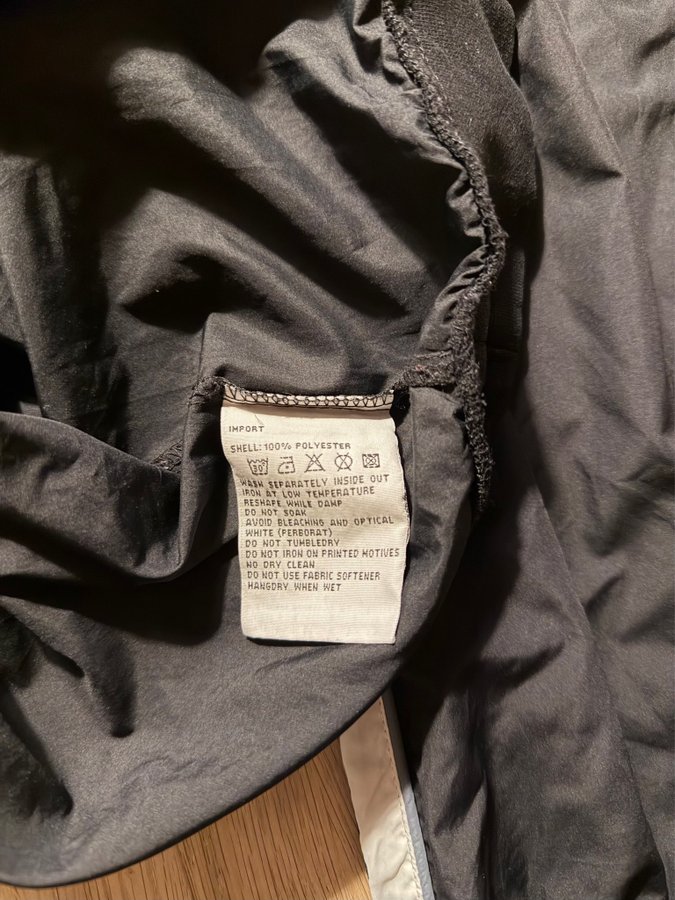 IMPORT
SHELL: 100% POLYESTER
30
WASH SEPARATELY INSIDE OUT
IRON AT LOW TEMPERATURE
RESHAPE WHILE DAMP
DO NOT SOAK
AVOID BLEACHING AND OPTICAL
WHITE (PERBORAT)
DO NOT TUMBLEDRY
DO NOT IRON ON PRINTED MOTIVES
NO DRY CLEAN
DO NOT USE FABRIC SOFTENER
HANGDRY WHEN WET